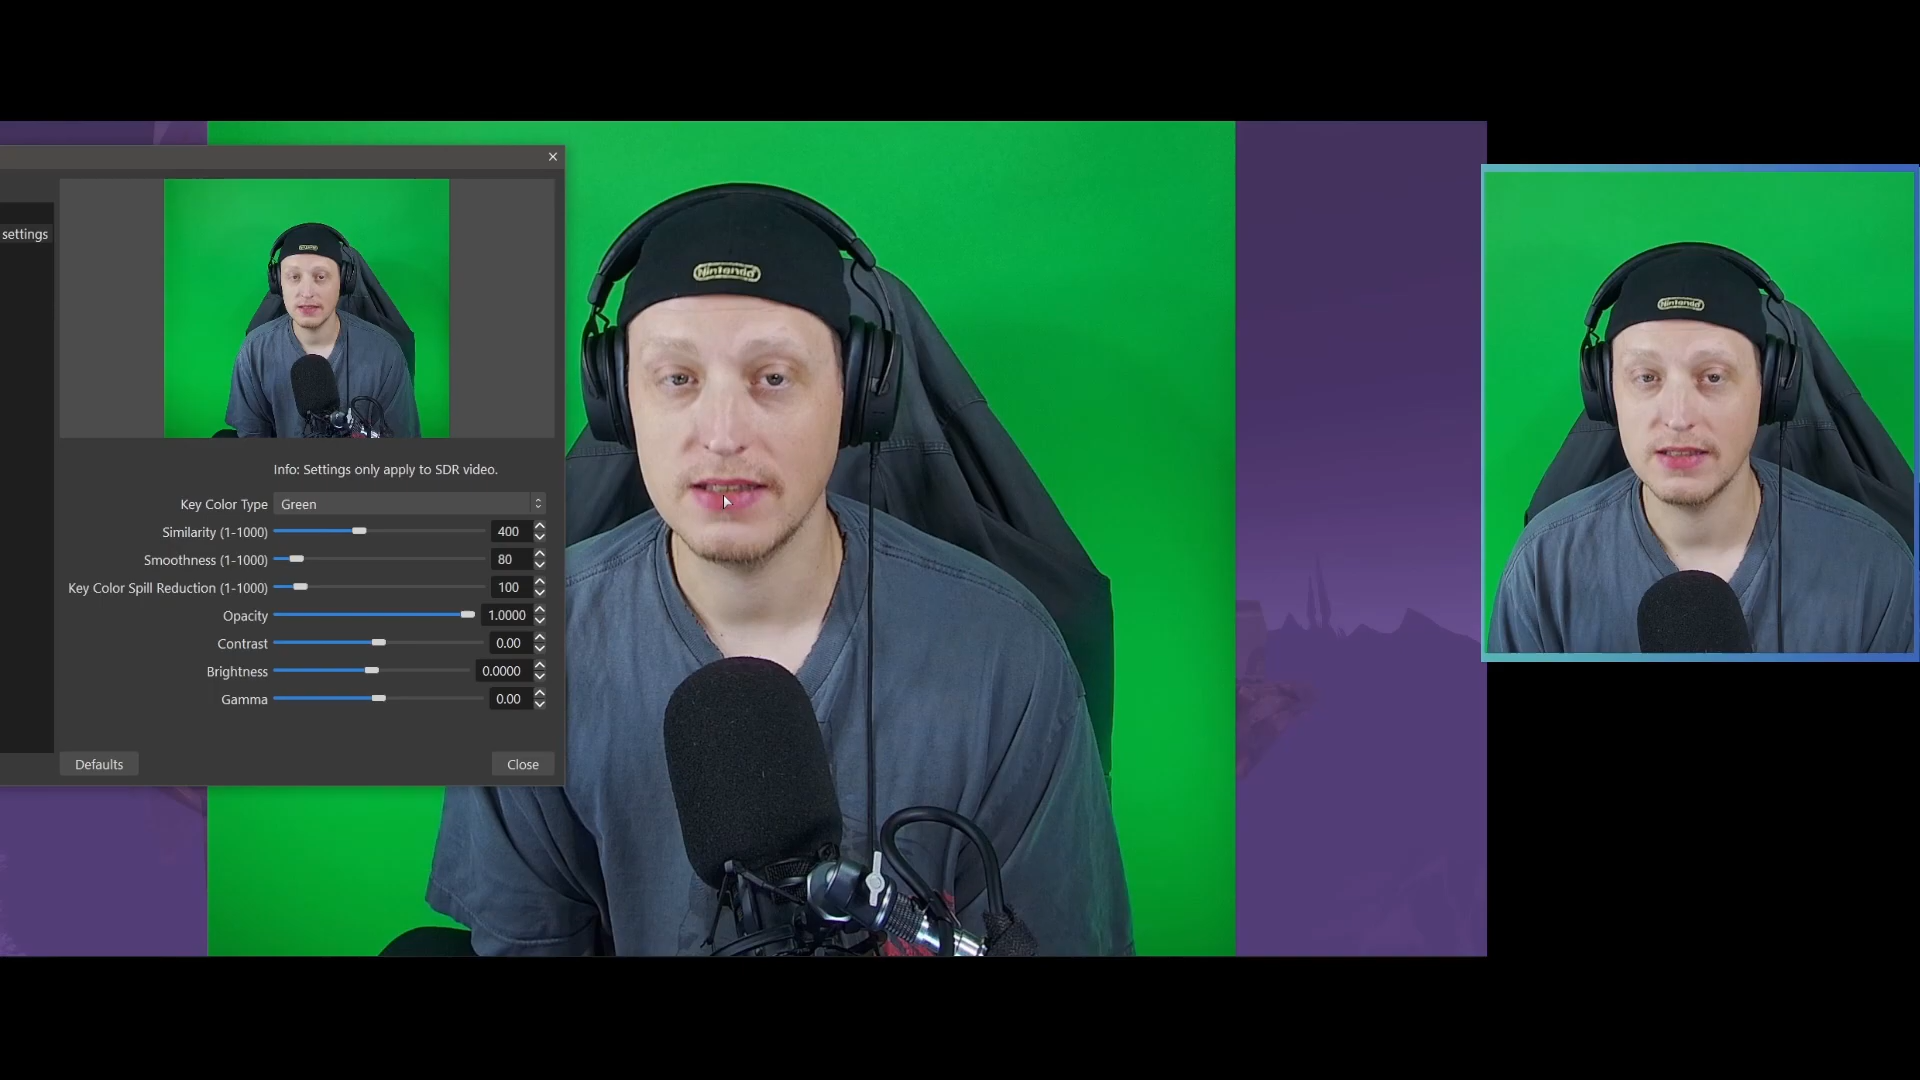 settings
Nintendo
Nintendo
Info: Settings only apply to SDR video.
Key Color Type Green
Similarity (1-1000) 400
Smoothness (1-1000) 80
Key Color Spill Reduction (1-1000) 100
Opacity 1.0000
Contrast 0.00
Brightness 0.0000
Gamma 0.00
Defaults Close